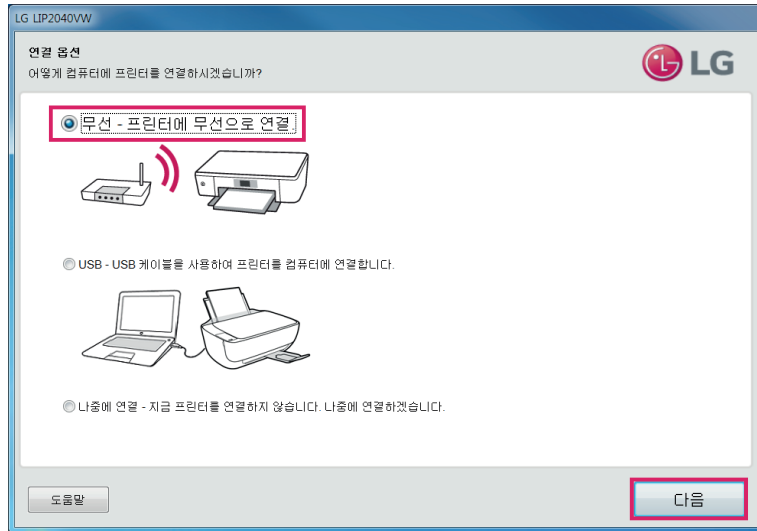 LG LIP2040VW
연결 옵션
어떻게 컴퓨터에 프린터를 연결하시겠습니까?
LG
무선 - 프린터에 무선으로 연결.
USB - USB 케이블을 사용하여 프린터를 컴퓨터에 연결합니다.
나중에 연결 - 지금 프린터를 연결하지 않습니다. 나중에 연결하겠습니다.
도움말
다음